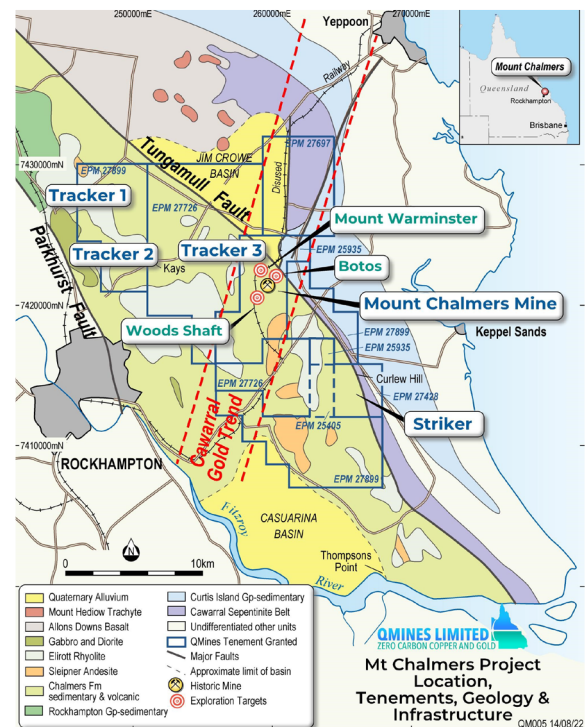 250000mE
260000mE
270000mE
Yeppoon
Railway
Mount Chalmers
Queensland
Rockhampton
Brisbane
Tungamull Fault
JIM CROWE
BASIN
Disused
EPM 27697
7430000mN
EPM 27899
Tracker 1
EPM 27726
Mount Warminster
Tracker 2
Tracker 3
EPM 25935
Kays
Botos
Parkhurst Fault
Mount Chalmers Mine
7420000mN
Woods Shaft
EPM 27899
Keppel Sands
EPM 25935
Curlew Hill
EPM 27726
EPM 27428
Cawarral
Gold Trend
EPM 25405
Striker
7410000mN
ROCKHAMPTON
EPM 27899
Fitzroy
CASUARINA
BASIN
Thompsons
Point
River
N
0
10km
Quaternary Alluvium
Mount Hediow Trachyte
Allons Downs Basalt
Gabbro and Diorite
Elirott Rhyolite
Sleipner Andesite
Chalmers Fm
sedimentary & volcanic
Rockhampton Gp-sedimentary
Curtis Island Gp-sedimentary
Cawarral Sepentinite Belt
Undifferentiated other units
QMines Tenement Granted
Major Faults
Approximate limit of basin
Historic Mine
Exploration Targets
QMINES LIMITED
ZERO CARBON COPPER AND GOLD
Mt Chalmers Project
Location,
Tenements, Geology &
Infrastructure
QM005 14/08/22